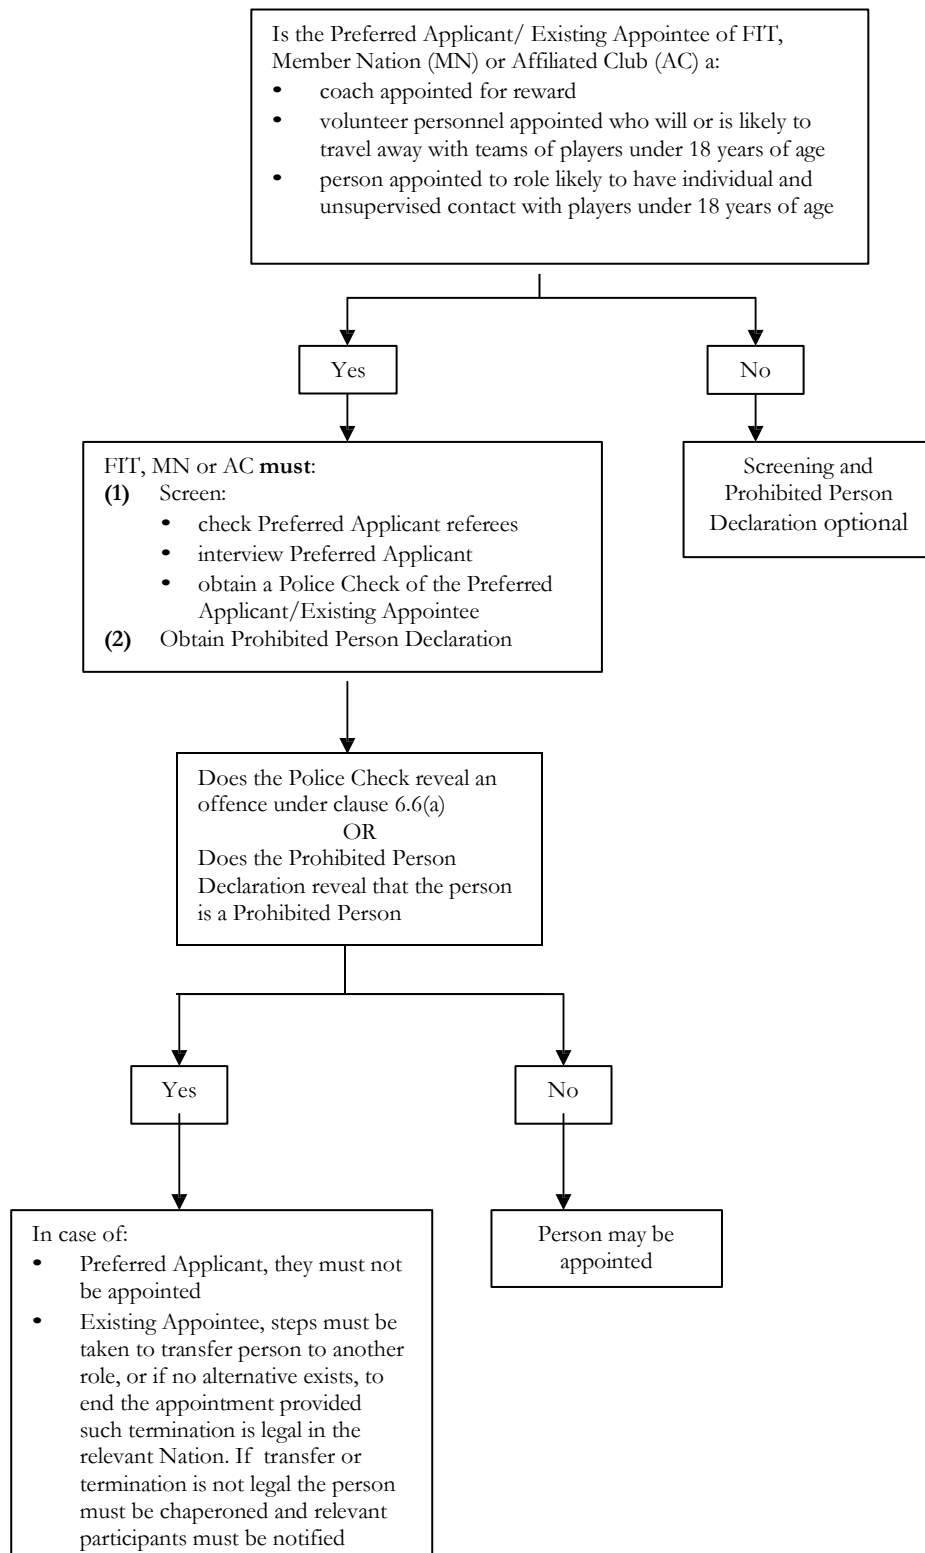 Is the Preferred Applicant/ Existing Appointee of FIT,
Member Nation (MN) or Affiliated Club (AC) a:
• coach appointed for reward
• volunteer personnel appointed who will or is likely to
travel away with teams of players under 18 years of age
• person appointed to role likely to have individual and
unsupervised contact with players under 18 years of age
Yes
No
FIT, MN or AC must:
(1) Screen:
• check Preferred Applicant referees
• interview Preferred Applicant
• obtain a Police Check of the Preferred
Applicant/Existing Appointee
(2) Obtain Prohibited Person Declaration
Screening and
Prohibited Person
Declaration optional
Does the Police Check reveal an
offence under clause 6.6(a)
OR
Does the Prohibited Person
Declaration reveal that the person
is a Prohibited Person
Yes
No
In case of:
• Preferred Applicant, they must not
be appointed
• Existing Appointee, steps must be
taken to transfer person to another
role, or if no alternative exists, to
end the appointment provided
such termination is legal in the
relevant Nation. If transfer or
termination is not legal the person
must be chaperoned and relevant
participants must be notified
Person may be
appointed